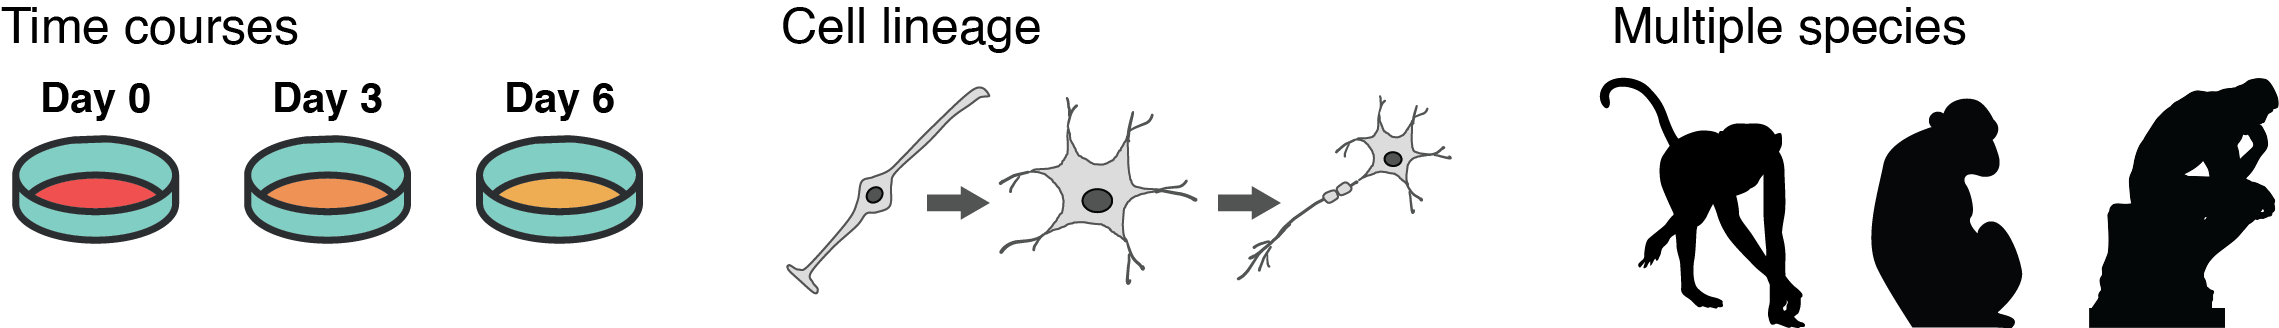 Time courses
Day 0
Day 3
Day 6
Cell lineage
Multiple species